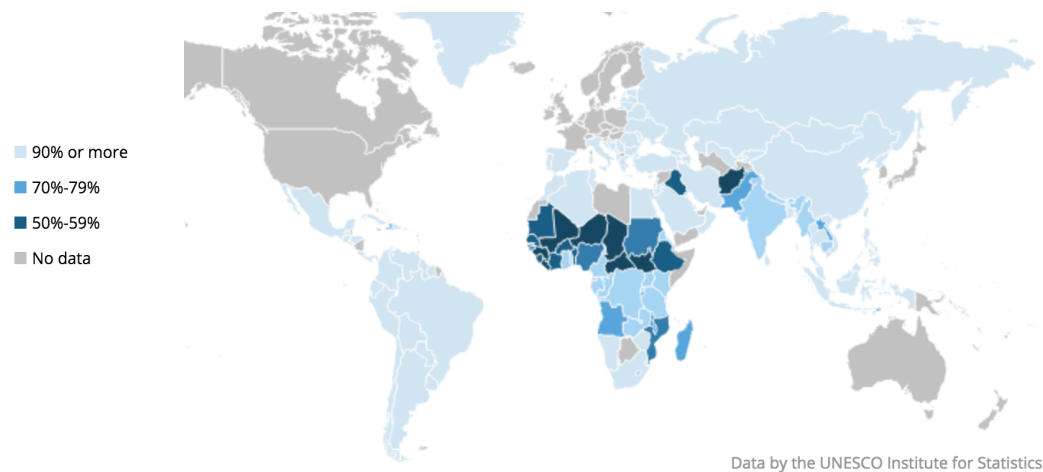 90% or more
70%-79%
50%-59%
No data
Data by the UNESCO Institute for Statistics